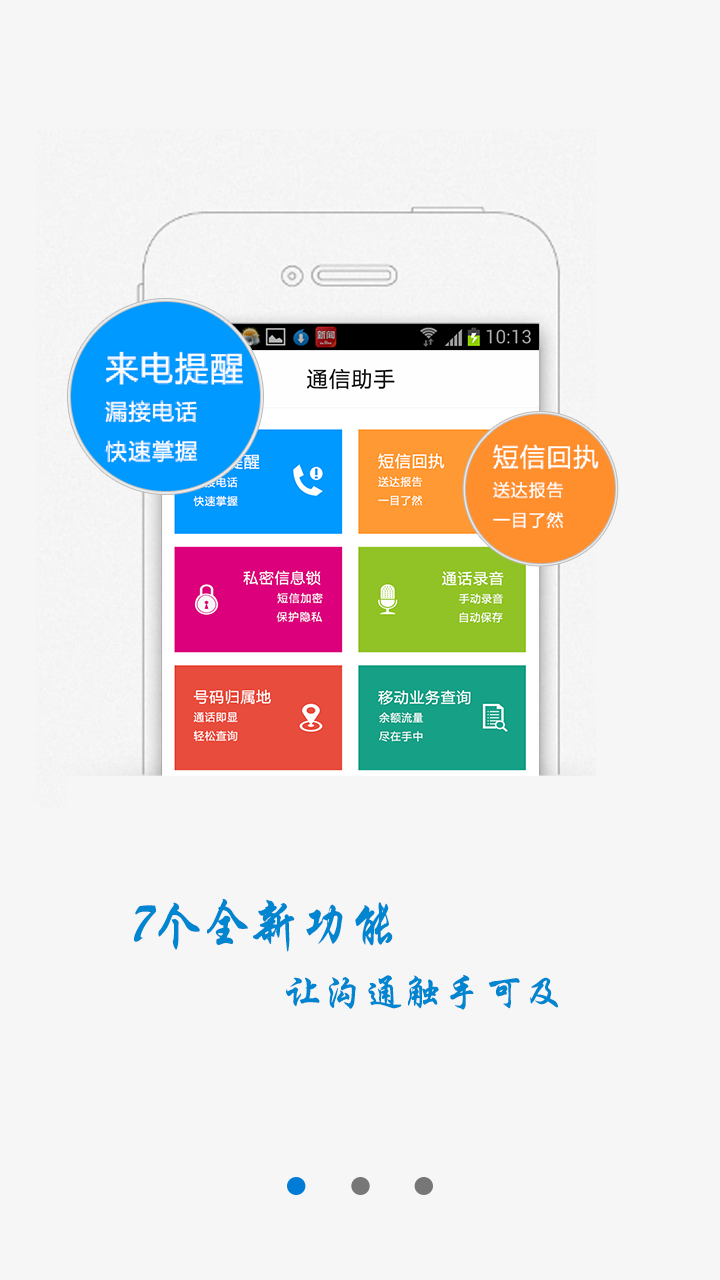 新闻
10:13
通信助手
来电提醒
漏接电话
快速掌握
提醒
接电话
快速掌握
短信回执
送达报告
一目了然
短信回执
送达报告
一目了然
私密信息锁
短信加密
保护隐私
通话录音
手动录音
自动保存
号码归属地
通话即显
轻松查询
移动业务查询
余额流量
尽在手中
7个全新功能
让沟通触手可及